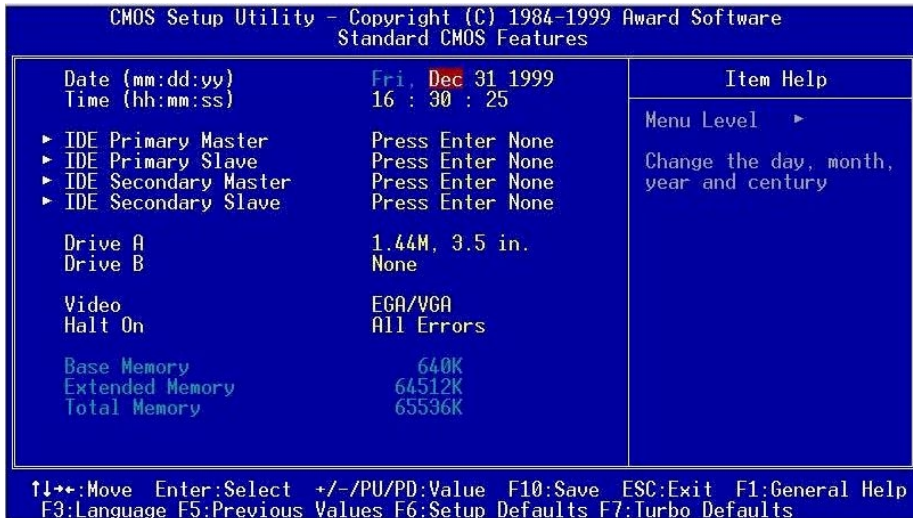 CMOS Setup Utility – Copyright (C) 1984-1999 Award Software
Standard CMOS Features
Date (mm:dd:yy) Fri, Dec 31 1999
Time (hh:mm:ss) 16 : 30 : 25
► IDE Primary Master Press Enter None
► IDE Primary Slave Press Enter None
► IDE Secondary Master Press Enter None
► IDE Secondary Slave Press Enter None
Drive A 1.44M, 3.5 in.
Drive B None
Video EGA/VGA
Halt On All Errors
Base Memory 640K
Extended Memory 64512K
Total Memory 65536K
Item Help
Menu Level ►
Change the day, month,
year and century
↑↓→←:Move Enter:Select +/-/PU/PD:Value F10:Save ESC:Exit F1:General Help
F3:Language F5:Previous Values F6:Setup Defaults F7:Turbo Defaults